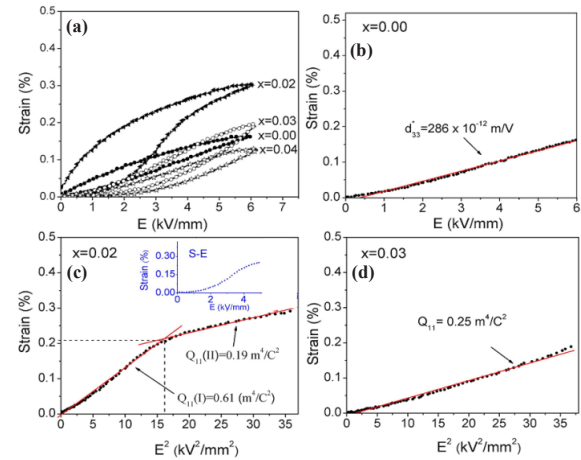 (a)
Strain (%)
0.5
0.4
0.3
0.2
0.1
0.0
x=0.02
x=0.03
x=0.00
x=0.04
0 1 2 3 4 5 6 7
E (kV/mm)
(b)
x=0.00
Strain (%)
0.5
0.4
0.3
0.2
0.1
0.0
d*33=286 x 10-12 m/V
0 1 2 3 4 5 6
E (kV/mm)
x=0.02
(c)
Strain (%)
0.5
0.4
0.3
0.2
0.1
0.0
S-E
Strain (%)
0.30
0.15
0.00
0 2 4
E (kV/mm)
Q11(II)=0.19 m4/C2
Q11(I)=0.61 (m4/C2)
0 5 10 15 20 25 30 35
E2 (kV2/mm2)
x=0.03
(d)
Strain (%)
0.5
0.4
0.3
0.2
0.1
0.0
Q11= 0.25 m4/C2
0 5 10 15 20 25 30 35
E2 (kV2/mm2)